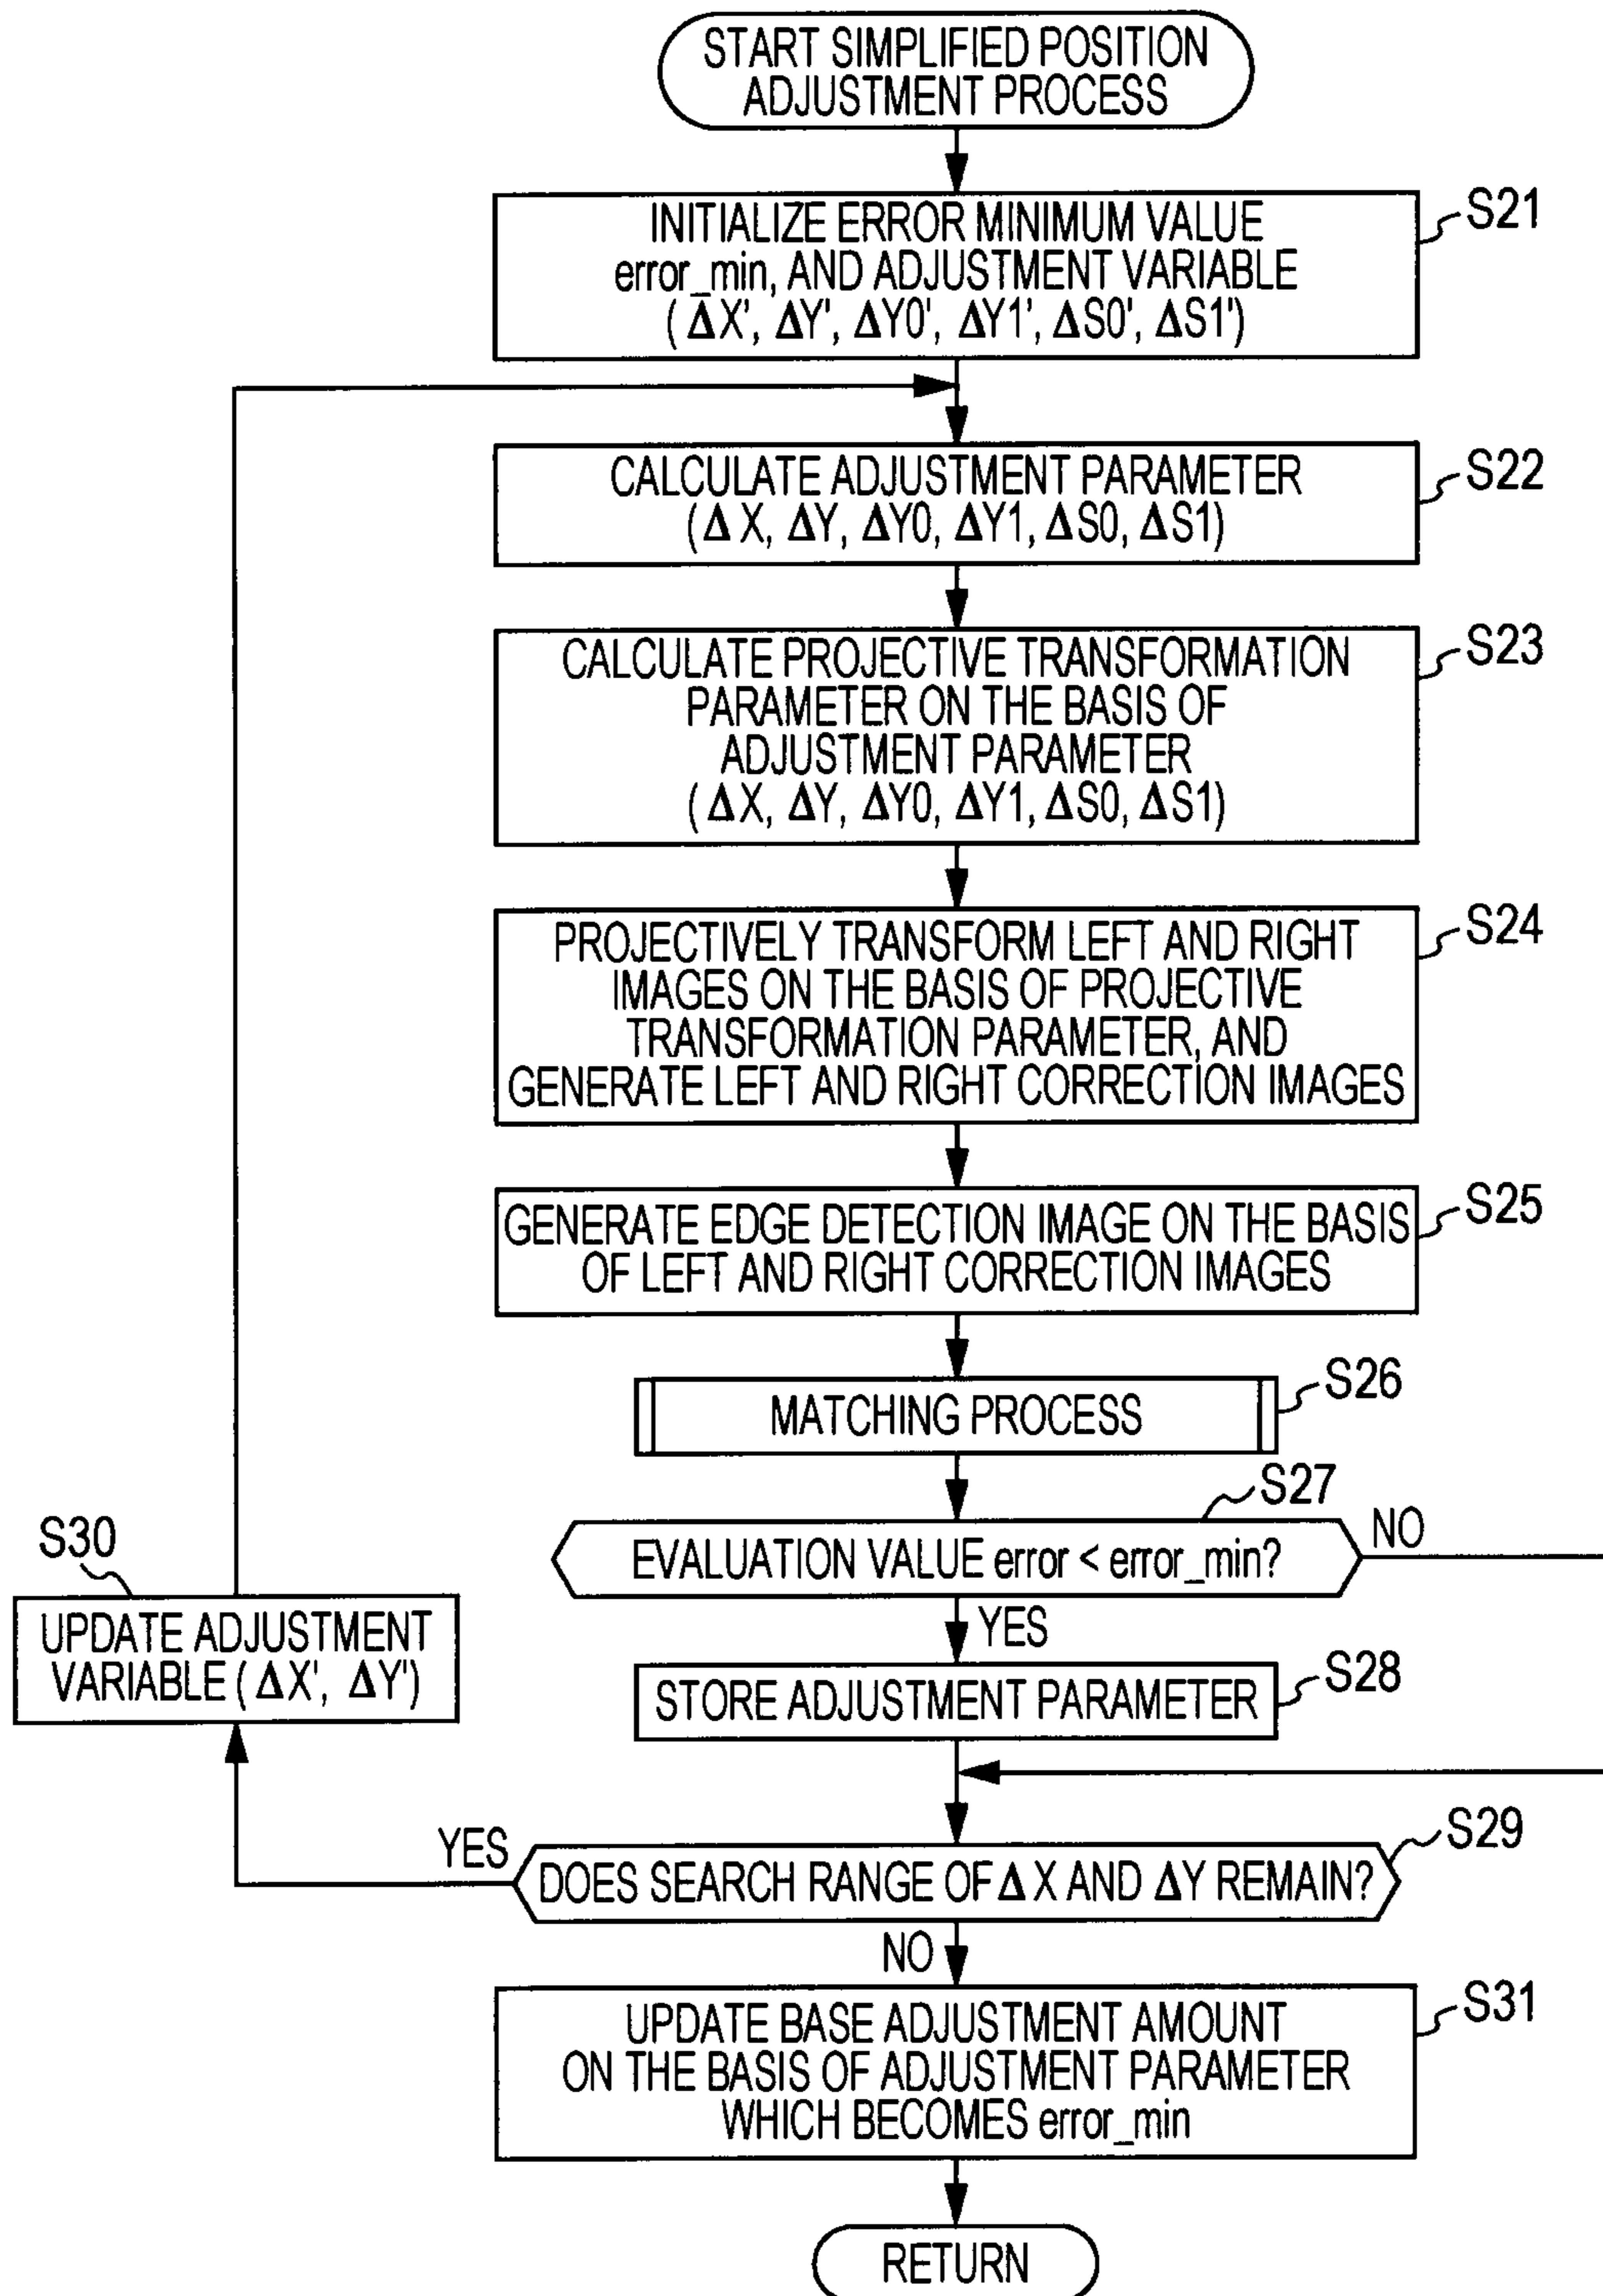 START SIMPLIFIED POSITION
ADJUSTMENT PROCESS
S21
INITIALIZE ERROR MINIMUM VALUE
error_min, AND ADJUSTMENT VARIABLE
(ΔX', ΔY', ΔY0', ΔY1', ΔS0', ΔS1')
S22
CALCULATE ADJUSTMENT PARAMETER
(ΔX, ΔY, ΔY0, ΔY1, ΔS0, ΔS1)
S23
CALCULATE PROJECTIVE TRANSFORMATION
PARAMETER ON THE BASIS OF
ADJUSTMENT PARAMETER
(ΔX, ΔY, ΔY0, ΔY1, ΔS0, ΔS1)
S24
PROJECTIVELY TRANSFORM LEFT AND RIGHT
IMAGES ON THE BASIS OF PROJECTIVE
TRANSFORMATION PARAMETER, AND
GENERATE LEFT AND RIGHT CORRECTION IMAGES
S25
GENERATE EDGE DETECTION IMAGE ON THE BASIS
OF LEFT AND RIGHT CORRECTION IMAGES
S26
MATCHING PROCESS
S27
EVALUATION VALUE error < error_min?
NO
YES
S28
STORE ADJUSTMENT PARAMETER
S29
DOES SEARCH RANGE OF ΔX AND ΔY REMAIN?
YES
S30
UPDATE ADJUSTMENT
VARIABLE (ΔX', ΔY')
NO
S31
UPDATE BASE ADJUSTMENT AMOUNT
ON THE BASIS OF ADJUSTMENT PARAMETER
WHICH BECOMES error_min
RETURN